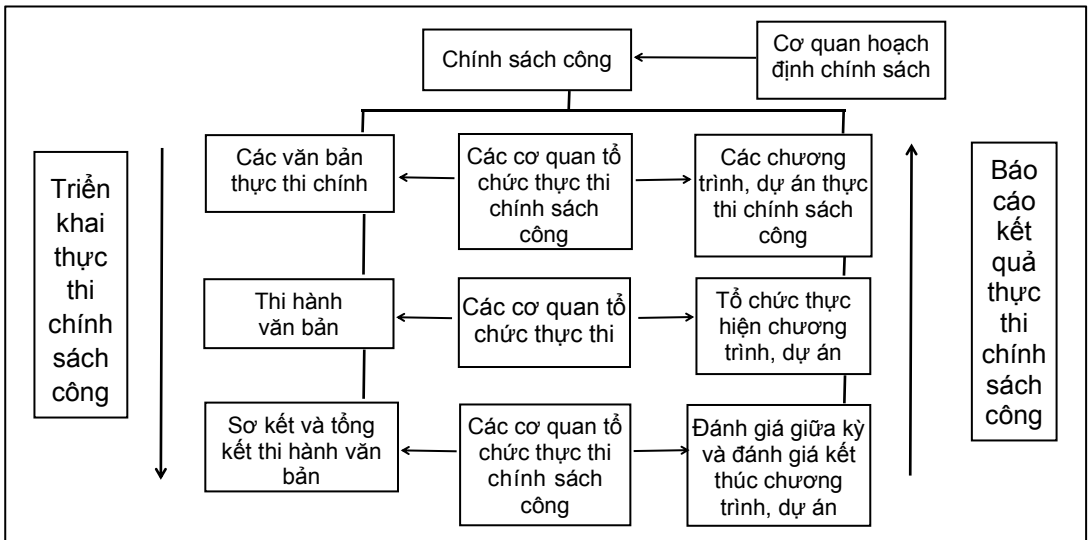 Chính sách công
Cơ quan hoạch
định chính sách
Triển
khai
thực
thi
chính
sách
công
Các văn bản
thực thi chính
Các cơ quan tổ
chức thực thi
chính sách
công
Các chương
trình, dự án thực
thi chính sách
công
Thi hành
văn bản
Các cơ quan tổ
chức thực thi
Tổ chức thực
hiện chương
trình, dự án
Sơ kết và tổng
kết thi hành văn
bản
Các cơ quan tổ
chức thực thi
chính sách
công
Đánh giá giữa kỳ
và đánh giá kết
thúc chương
trình, dự án
Báo
cáo
kết
quả
thực
thi
chính
sách
công